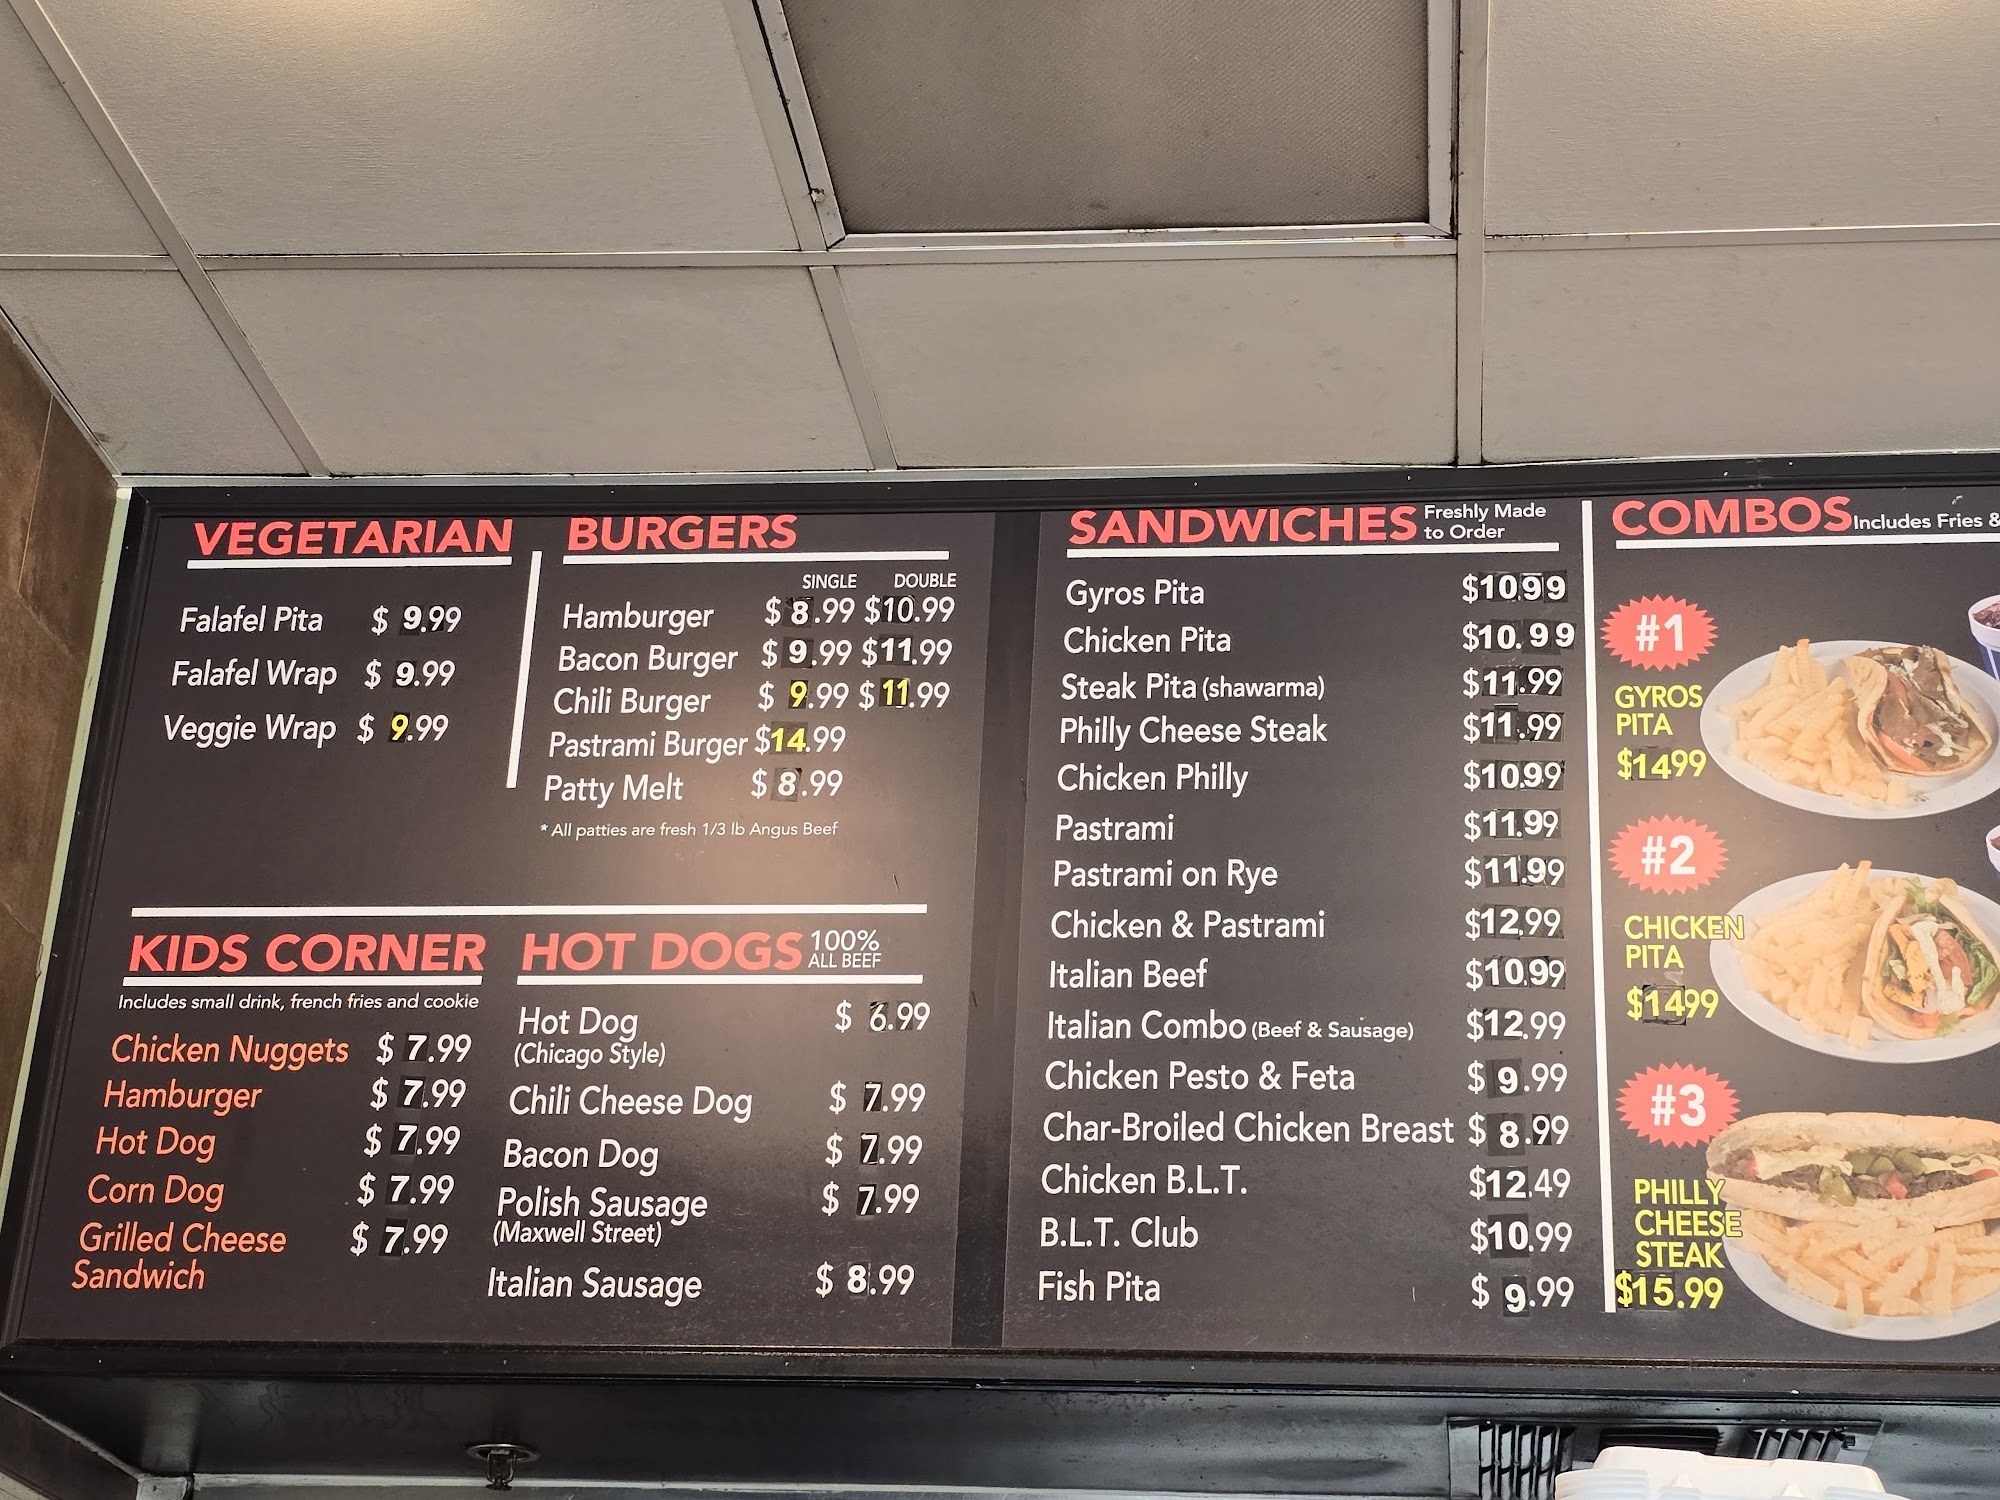 VEGETARIAN
Falafel Pita $ 9.99
Falafel Wrap $ 9.99
Veggie Wrap $ 9.99
BURGERS
SINGLE DOUBLE
Hamburger $ 8.99 $10.99
Bacon Burger $ 9.99 $11.99
Chili Burger $ 9.99 $11.99
Pastrami Burger $14.99
Patty Melt $ 8.99
* All patties are fresh 1/3 lb Angus Beef
KIDS CORNER
Includes small drink, french fries and cookie
Chicken Nuggets $ 7.99
Hamburger $ 7.99
Hot Dog $ 7.99
Corn Dog $ 7.99
Grilled Cheese $ 7.99
Sandwich
HOT DOGS 100%
ALL BEEF
Hot Dog $ 6.99
(Chicago Style)
Chili Cheese Dog $ 7.99
Bacon Dog $ 7.99
Polish Sausage $ 7.99
(Maxwell Street)
Italian Sausage $ 8.99
SANDWICHES Freshly Made
to Order
Gyros Pita $10.99
Chicken Pita $10.99
Steak Pita (shawarma) $11.99
Philly Cheese Steak $11.99
Chicken Philly $10.99
Pastrami $11.99
Pastrami on Rye $11.99
Chicken & Pastrami $12.99
Italian Beef $10.99
Italian Combo (Beef & Sausage) $12.99
Chicken Pesto & Feta $ 9.99
Char-Broiled Chicken Breast $ 8.99
Chicken B.L.T. $12.49
B.L.T. Club $10.99
Fish Pita $ 9.99
COMBOS Includes Fries &
#1
GYROS
PITA
$1499
#2
CHICKEN
PITA
$1499
#3
PHILLY
CHEESE
STEAK
$15.99